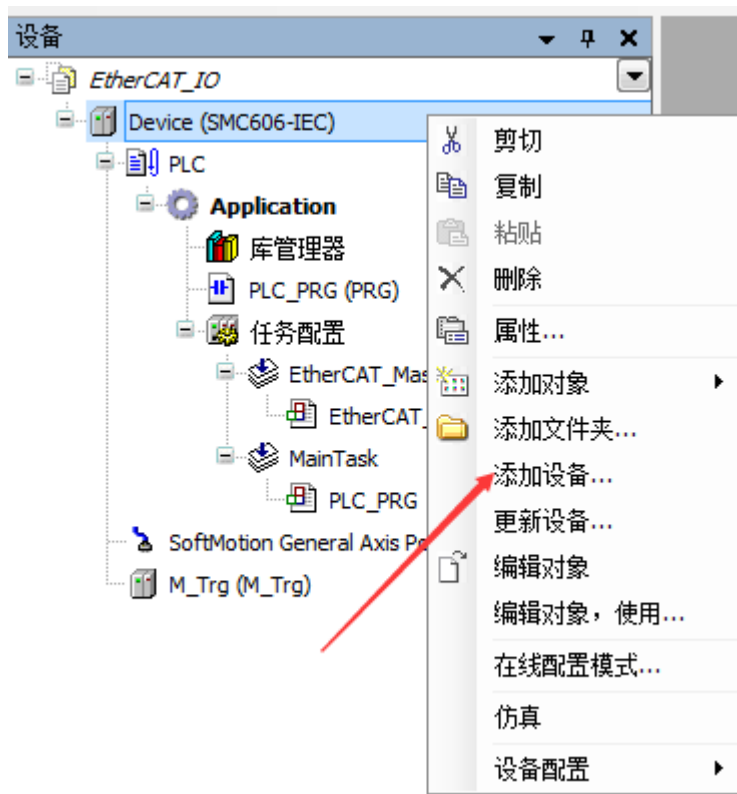 设备
EtherCAT_IO
Device (SMC606-IEC)
PLC
Application
库管理器
PLC_PRG (PRG)
任务配置
EtherCAT_Mas
EtherCAT_
MainTask
PLC_PRG
SoftMotion General Axis Po
M_Trg (M_Trg)
剪切
复制
粘贴
删除
属性...
添加对象
添加文件夹...
添加设备...
更新设备...
编辑对象
编辑对象，使用...
在线配置模式...
仿真
设备配置